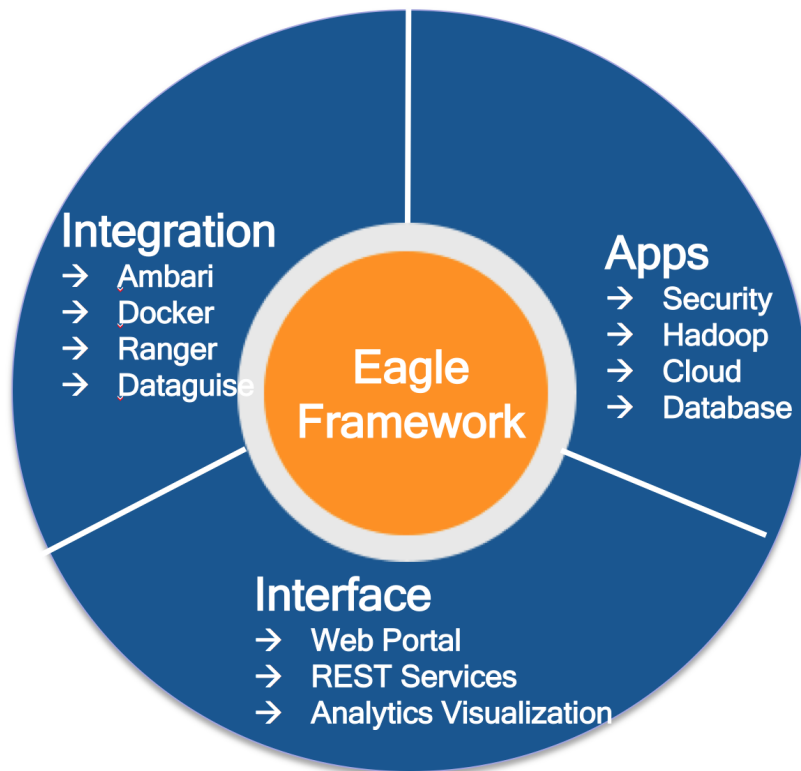 Integration
→ Ambari
→ Docker
→ Ranger
→ Dataguise
Apps
→ Security
→ Hadoop
→ Cloud
→ Database
Eagle
Framework
Interface
→ Web Portal
→ REST Services
→ Analytics Visualization